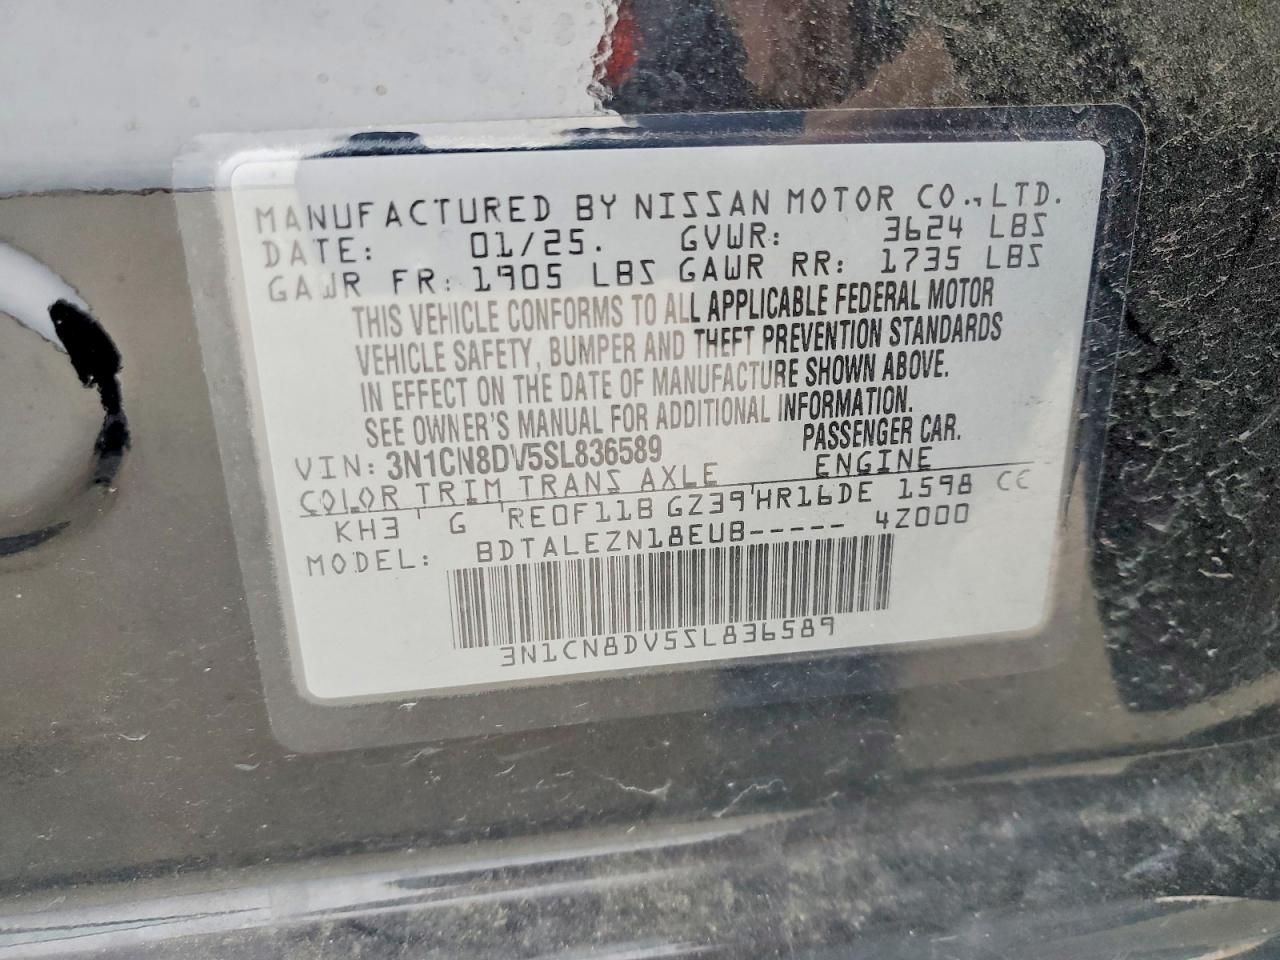 MANUFACTURED BY NISSAN MOTOR CO., LTD.
DATE: 01/25. GVWR: 3624 LBS
GAWR FR: 1905 LBS GAWR RR: 1735 LBS
THIS VEHICLE CONFORMS TO ALL APPLICABLE FEDERAL MOTOR
VEHICLE SAFETY, BUMPER AND THEFT PREVENTION STANDARDS
IN EFFECT ON THE DATE OF MANUFACTURE SHOWN ABOVE.
SEE OWNER'S MANUAL FOR ADDITIONAL INFORMATION.
VIN: 3N1CN8DV5SL836589 PASSENGER CAR.
COLOR TRIM TRANS AXLE ENGINE
KH3 G RE0F11B GZ39 HR16DE 1598 CC
MODEL: BDTALEZN18EUB----- 4Z000
3N1CN8DV5SL836589